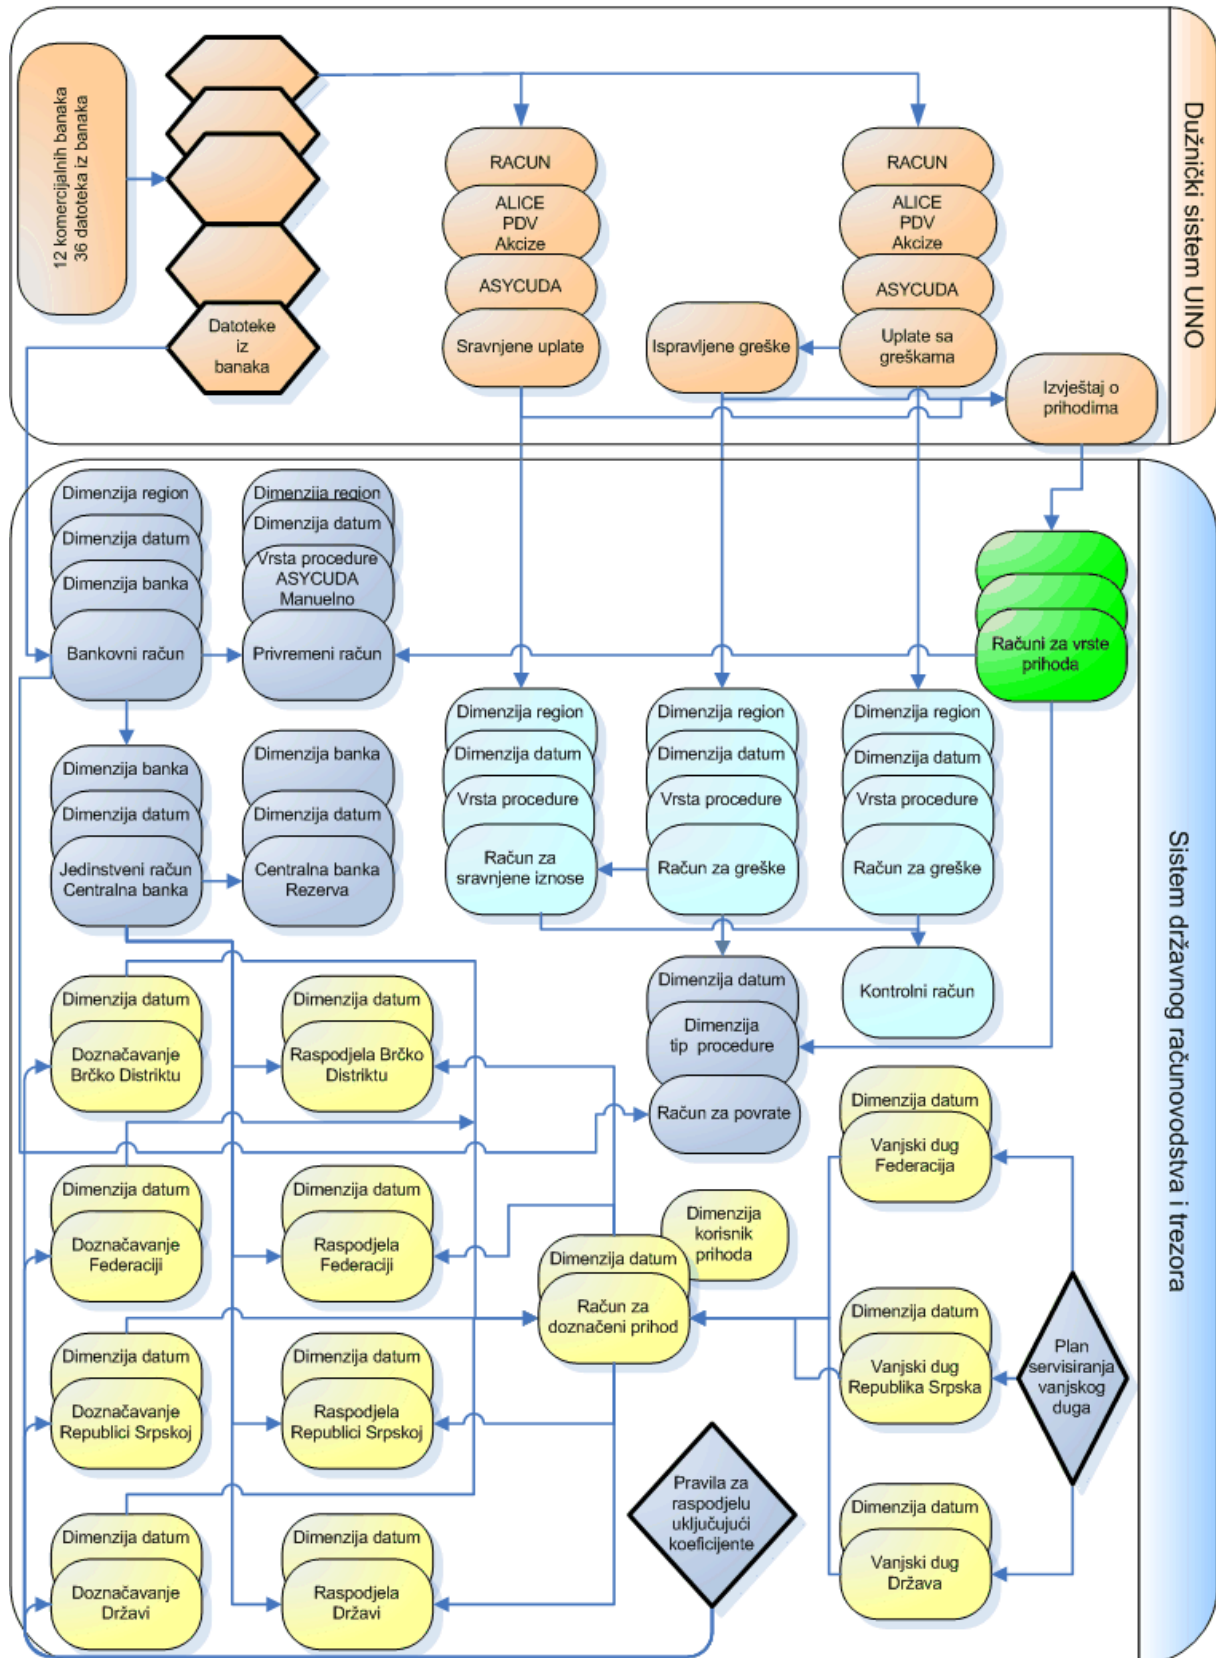 12 komercijalnih banaka
36 datoteka iz banaka
Datoteke
iz
banaka
RACUN
ALICE
PDV
Akcize
ASYCUDA
Sravnjene uplate
Ispravljene greške
RACUN
ALICE
PDV
Akcize
ASYCUDA
Uplate sa
greškama
Izvještaj o
prihodima
Dužnički sistem UINO
Dimenzija region
Dimenzija datum
Dimenzija banka
Bankovni račun
Dimenzija region
Dimenzija datum
Vrsta procedure
ASYCUDA
Manuelno
Privremeni račun
Računi za vrste
prihoda
Dimenzija banka
Dimenzija datum
Jedinstveni račun
Centralna banka
Dimenzija banka
Dimenzija datum
Centralna banka
Rezerva
Dimenzija region
Dimenzija datum
Vrsta procedure
Račun za
sravnjene iznose
Dimenzija region
Dimenzija datum
Vrsta procedure
Račun za greške
Dimenzija region
Dimenzija datum
Vrsta procedure
Račun za greške
Dimenzija datum
Dimenzija
tip procedure
Račun za povrate
Kontrolni račun
Dimenzija datum
Doznačavanje
Brčko Distriktu
Dimenzija datum
Raspodjela Brčko
Distriktu
Dimenzija datum
Doznačavanje
Federaciji
Dimenzija datum
Raspodjela
Federaciji
Dimenzija
korisnik
prihoda
Dimenzija datum
Račun za
doznačeni prihod
Dimenzija datum
Vanjski dug
Federacija
Dimenzija datum
Vanjski dug
Republika Srpska
Plan
servisiranja
vanjskog
duga
Dimenzija datum
Doznačavanje
Republici Srpskoj
Dimenzija datum
Raspodjela
Republici Srpskoj
Pravila za
raspodjelu
uključujući
koeficijente
Dimenzija datum
Vanjski dug
Država
Dimenzija datum
Doznačavanje
Državi
Dimenzija datum
Raspodjela
Državi
Sistem državnog računovodstva i trezora